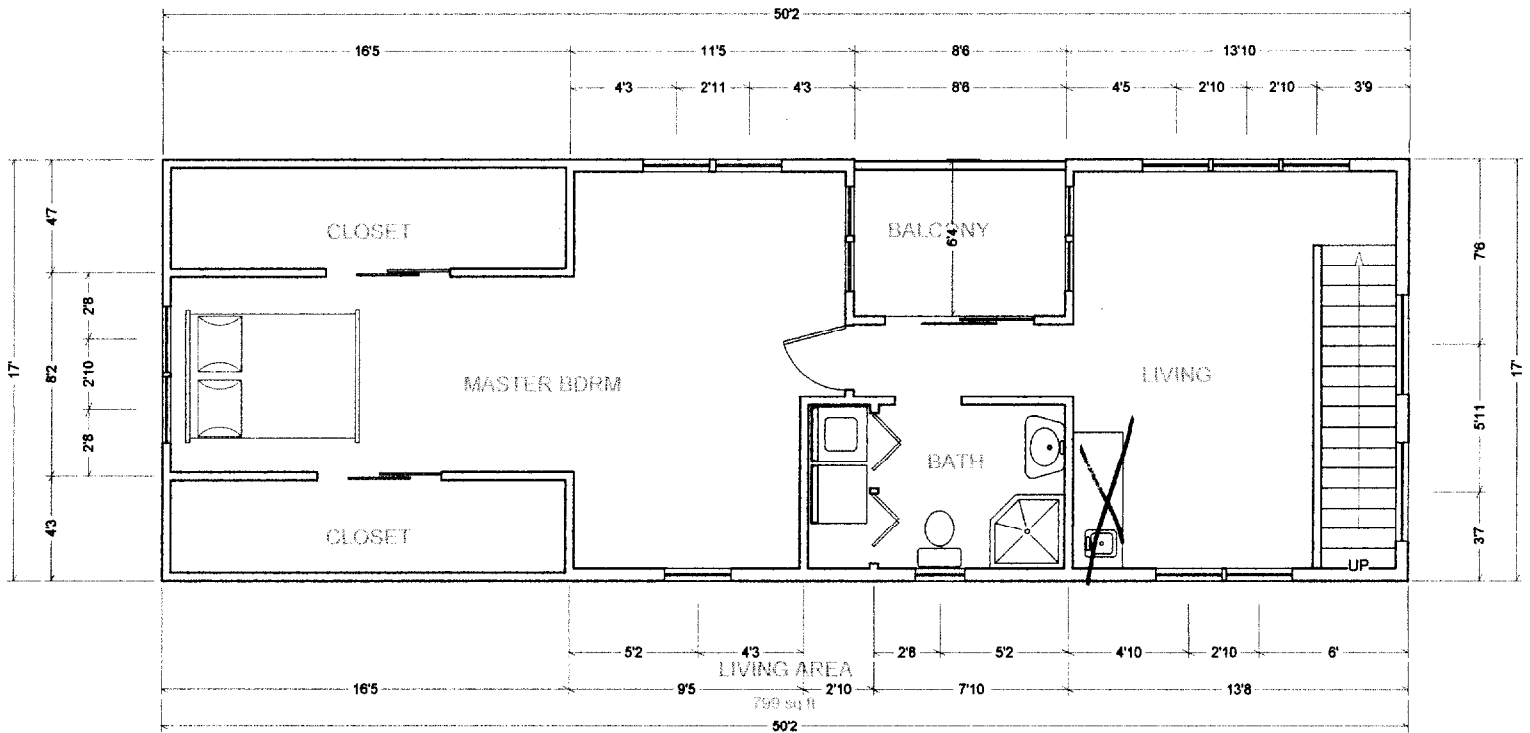 50'2
16'5 11'5 8'6 13'10
4'3 2'11 4'3 8'6 4'5 2'10 2'10 3'9
17'
4'7
8'2
4'3
2'8
2'10
2'8
CLOSET
BALCONY
6'4
MASTER BDRM
LIVING
BATH
CLOSET
UP
7'6
5'11
3'7
17'
5'2 4'3 2'8 5'2 4'10 2'10 6'
LIVING AREA
16'5 9'5 2'10 7'10 13'8
799 sq ft
50'2